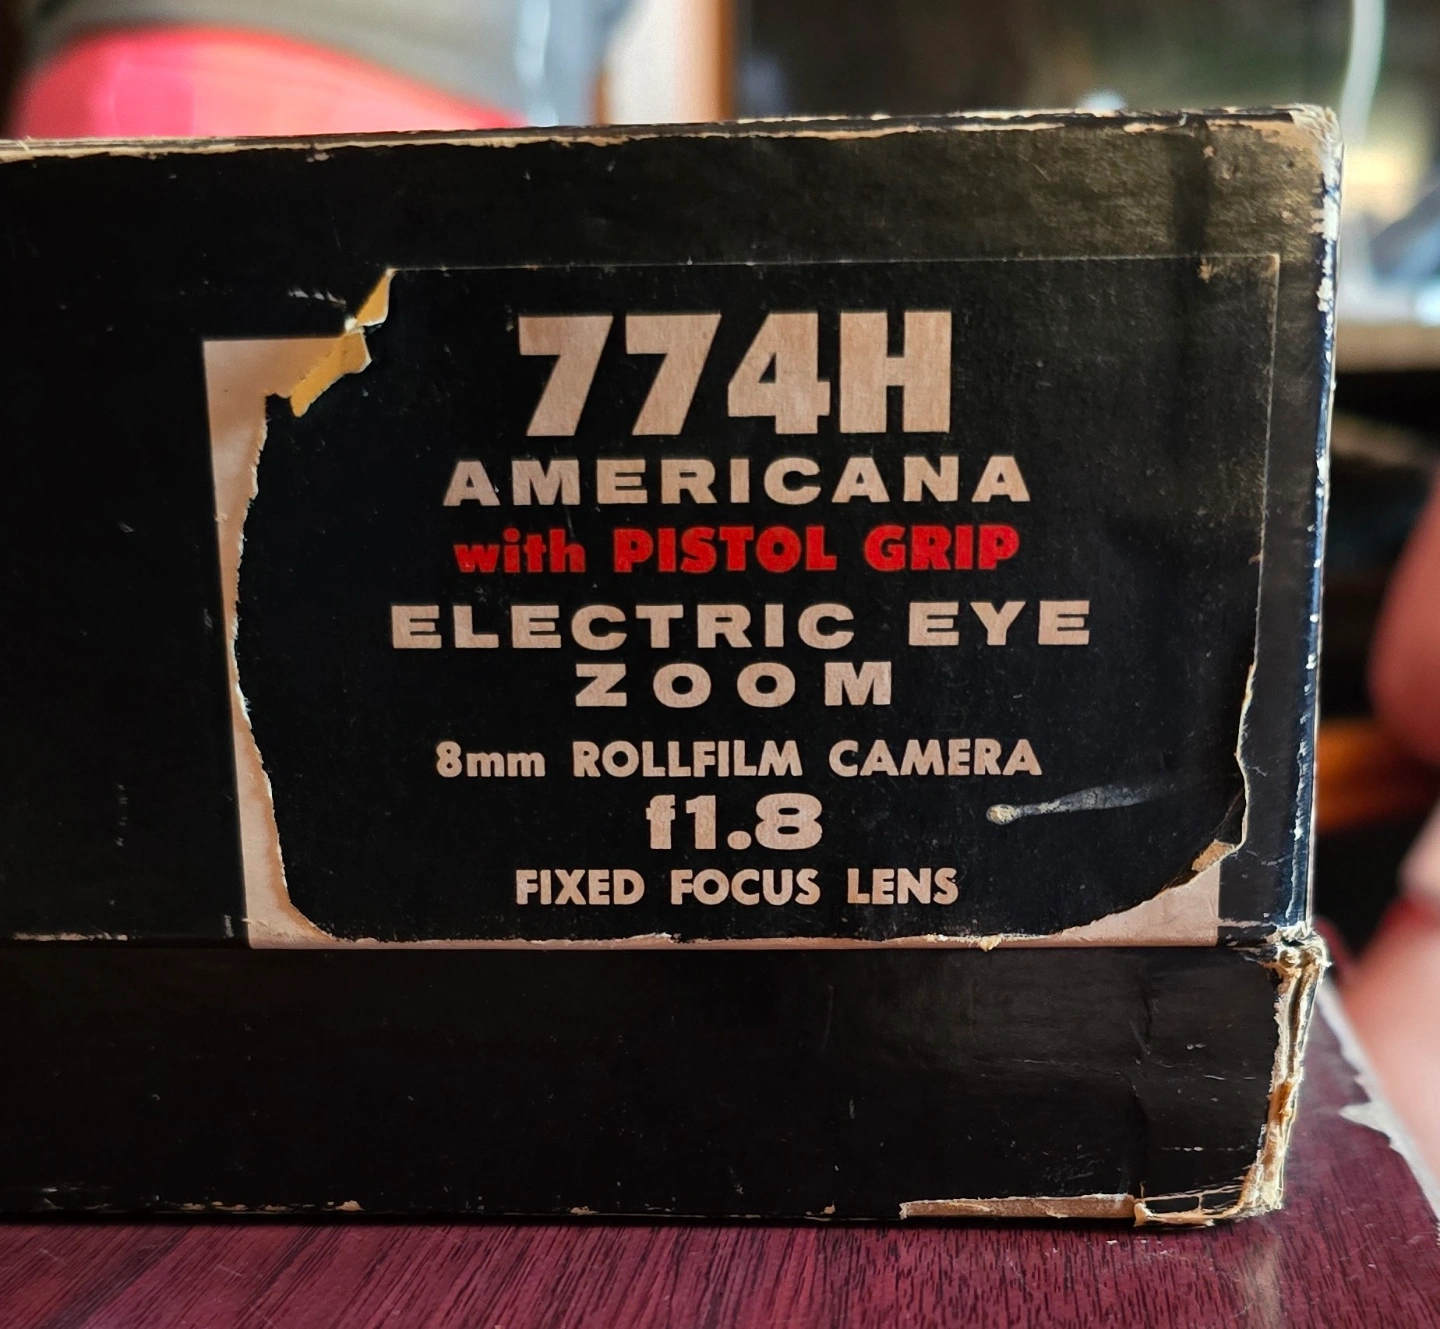 774H
AMERICANA
with PISTOL GRIP
ELECTRIC EYE
ZOOM
8mm ROLLFILM CAMERA
f1.8
FIXED FOCUS LENS